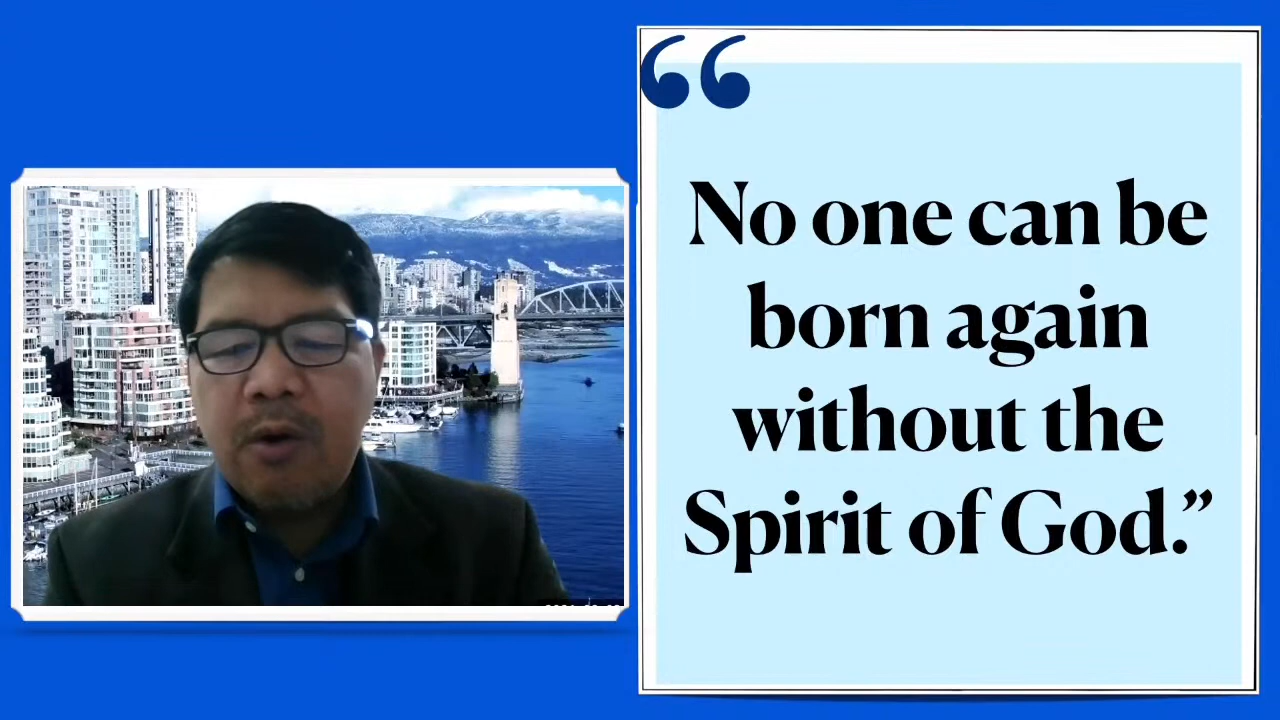 “
No one can be
born again
without the
Spirit of God.”